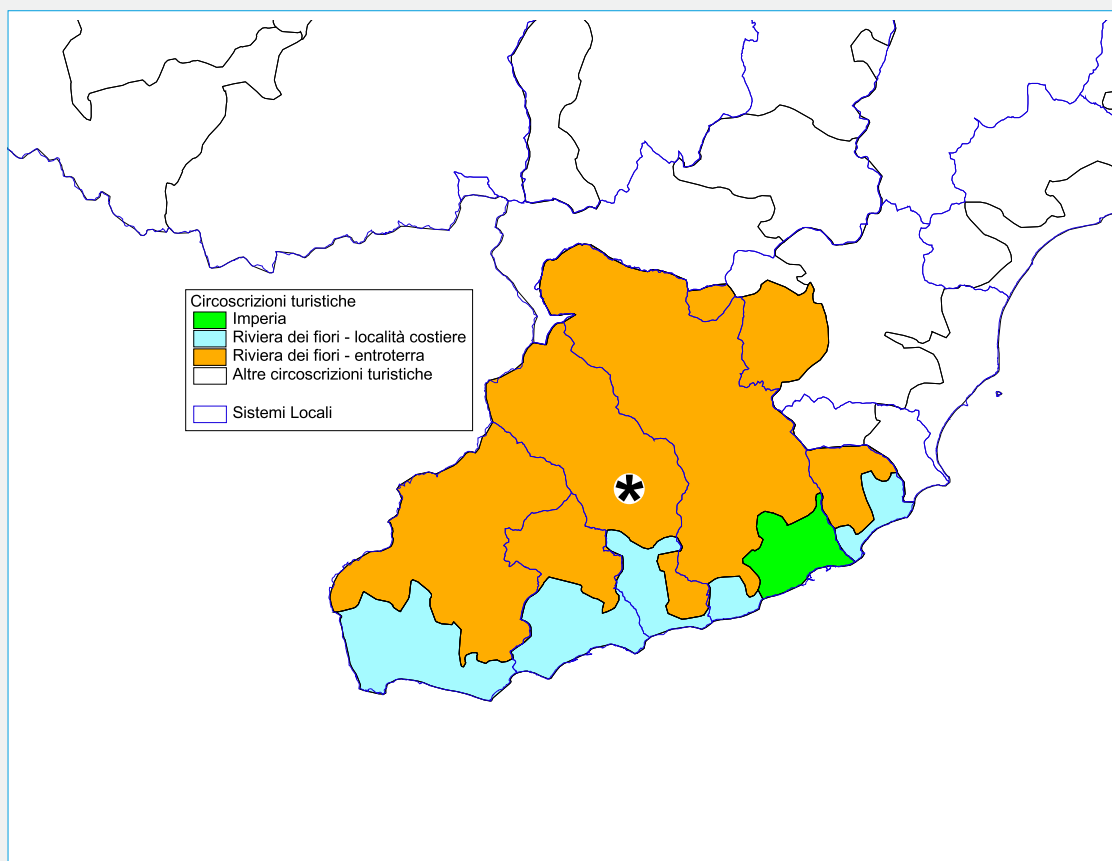 Circoscrizioni turistiche
Imperia
Riviera dei fiori - località costiere
Riviera dei fiori - entroterra
Altre circoscrizioni turistiche
Sistemi Locali
*